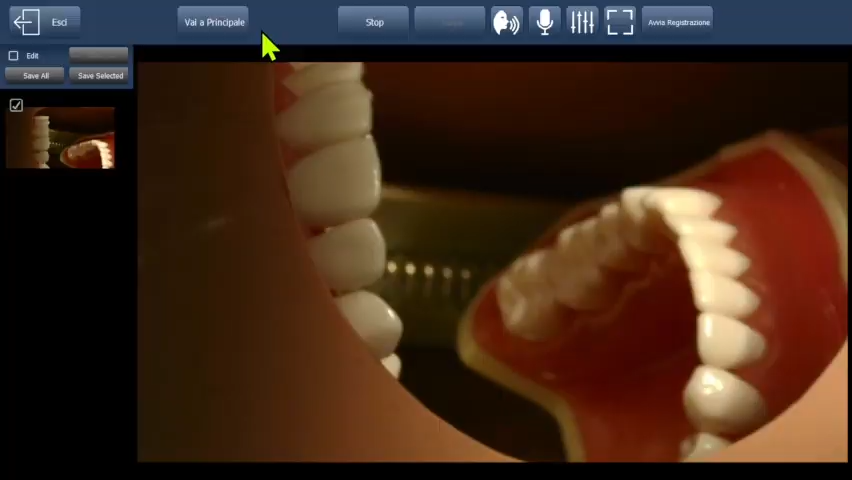 Esci
Vai a Principale
Stop
Avvia Registrazione
Edit
Save All
Save Selected